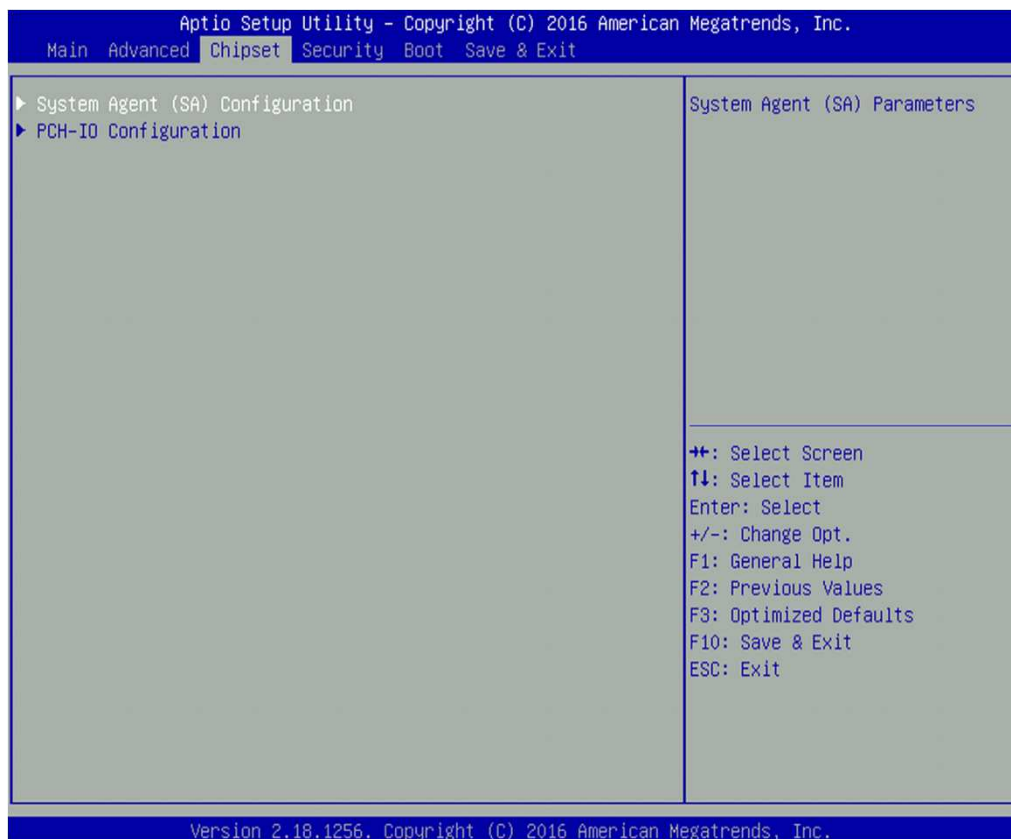 Aptio Setup Utility – Copyright (C) 2016 American Megatrends, Inc.
Main Advanced Chipset Security Boot Save & Exit
▶ System Agent (SA) Configuration
▶ PCH-IO Configuration
System Agent (SA) Parameters
→←: Select Screen
↑↓: Select Item
Enter: Select
+/-: Change Opt.
F1: General Help
F2: Previous Values
F3: Optimized Defaults
F10: Save & Exit
ESC: Exit
Version 2.18.1256. Copyright (C) 2016 American Megatrends, Inc.